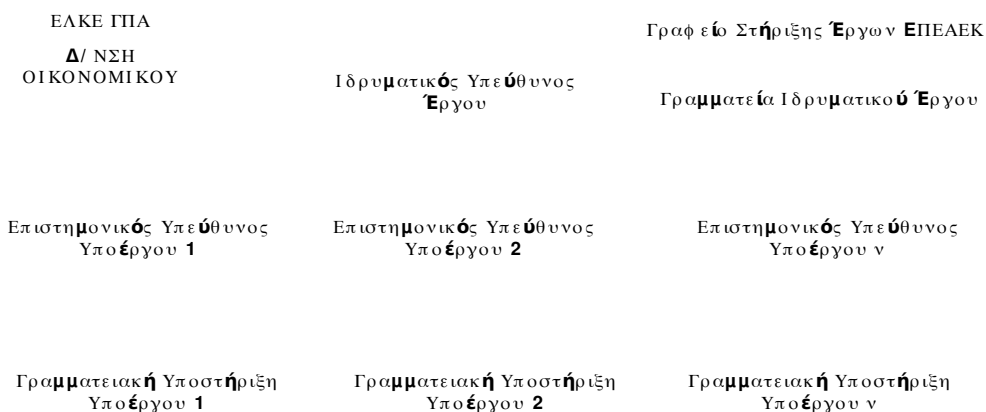 ΕΛΚΕ ΓΠΑ
Δ/ΝΣΗ
ΟΙΚΟΝΟΜΙΚΟΥ
Ιδρυματικός Υπεύθυνος
Έργου
Γραφείο Στήριξης Έργων ΕΠΕΑΕΚ
Γραμματεία Ιδρυματικού Έργου
Επιστημονικός Υπεύθυνος
Υποέργου 1
Επιστημονικός Υπεύθυνος
Υποέργου 2
Επιστημονικός Υπεύθυνος
Υποέργου ν
Γραμματειακή Υποστήριξη
Υποέργου 1
Γραμματειακή Υποστήριξη
Υποέργου 2
Γραμματειακή Υποστήριξη
Υποέργου ν